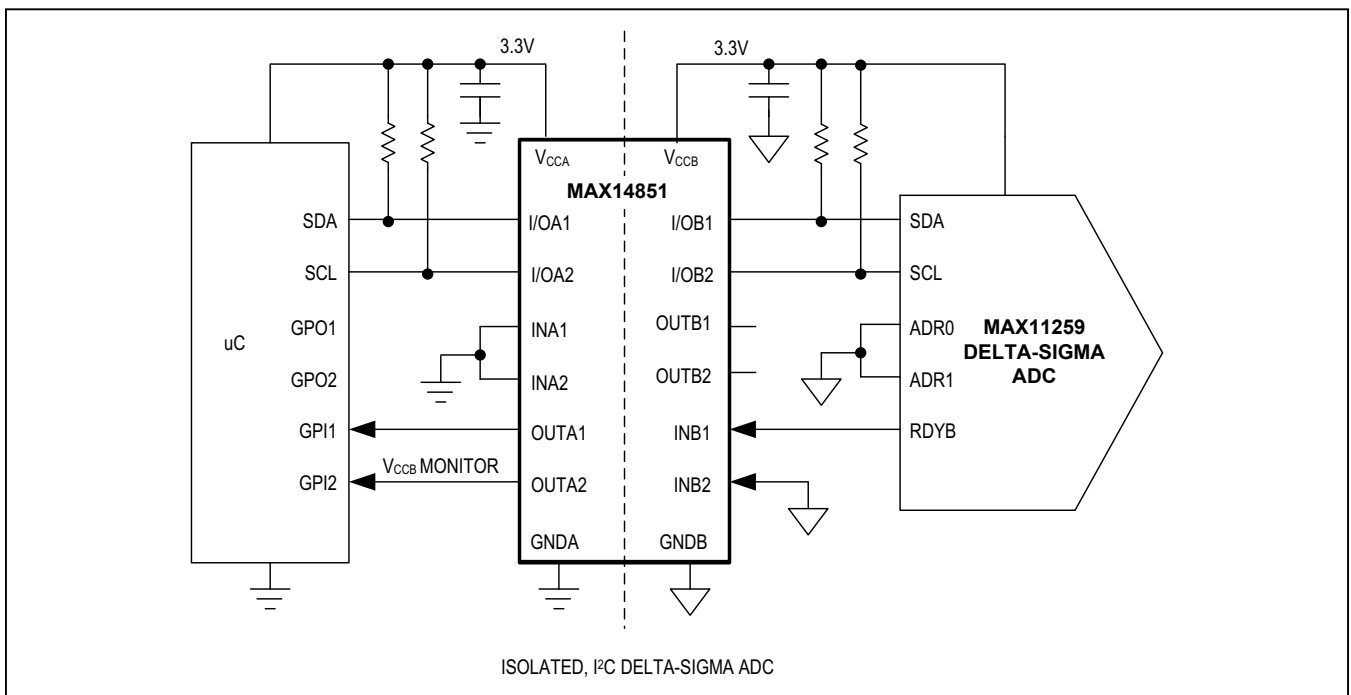 3.3V
3.3V
VCCA
VCCB
MAX14851
SDA
I/OA1
I/OB1
SDA
SCL
I/OA2
I/OB2
SCL
uC
GPO1
INA1
OUTB1
ADR0
MAX11259
DELTA-SIGMA
ADC
GPO2
INA2
OUTB2
ADR1
GPI1
OUTA1
INB1
RDYB
VCCB MONITOR
GPI2
OUTA2
INB2
GNDA
GNDB
ISOLATED, I²C DELTA-SIGMA ADC